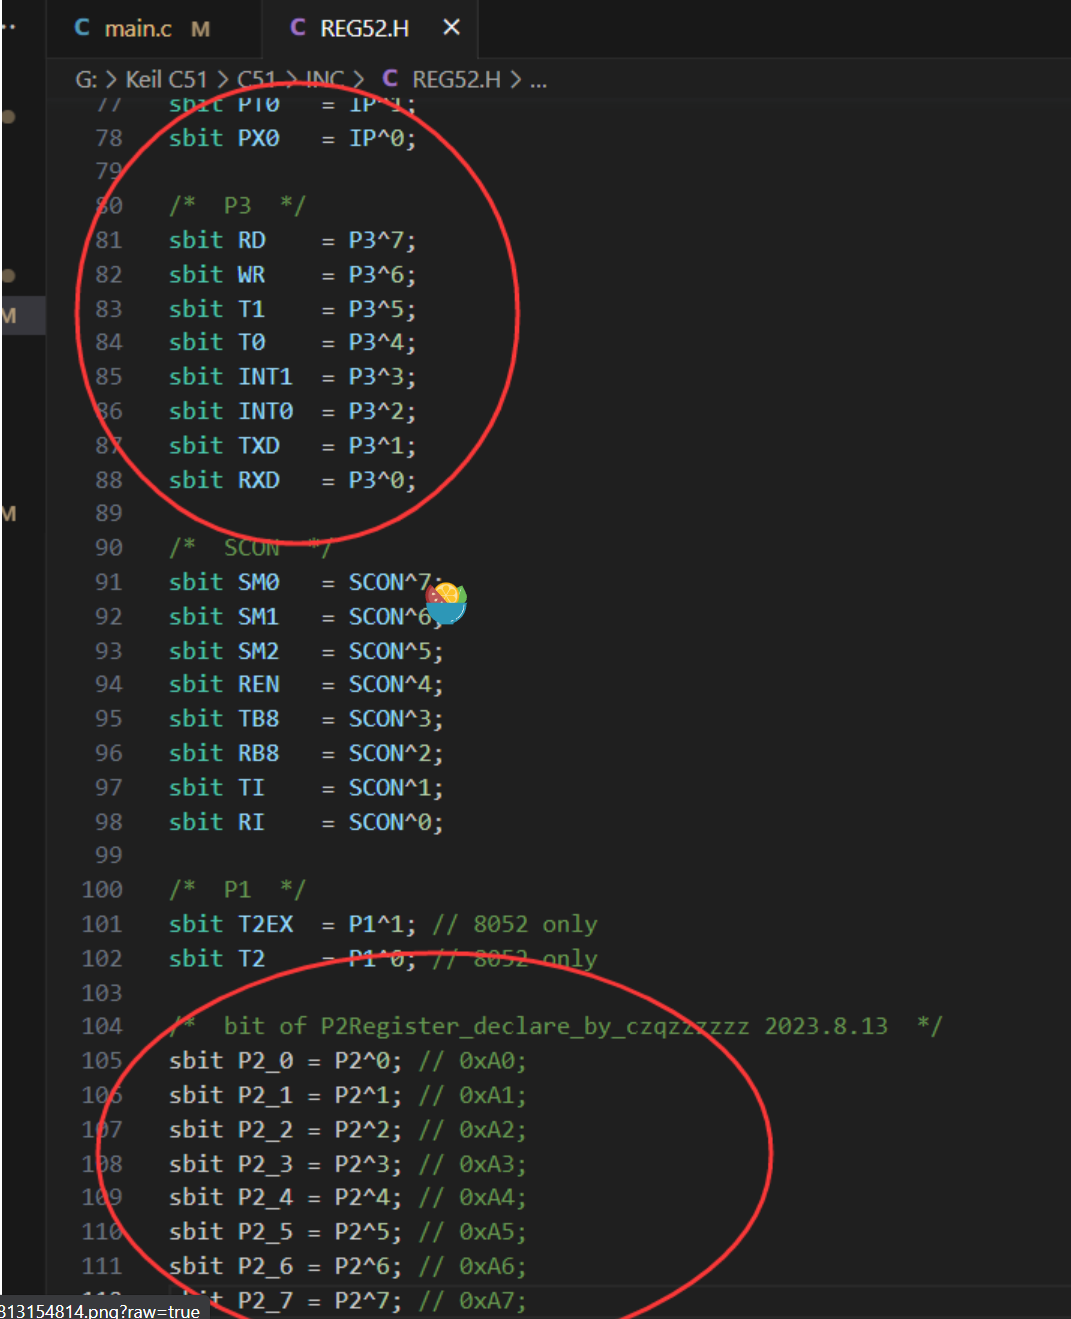 main.c M
REG52.H
G: > Keil C51 > C51 > INC > C REG52.H > ...
77 sbit PT0 = IP^1;
78 sbit PX0 = IP^0;
79
80 /* P3 */
81 sbit RD = P3^7;
82 sbit WR = P3^6;
83 sbit T1 = P3^5;
84 sbit T0 = P3^4;
85 sbit INT1 = P3^3;
86 sbit INT0 = P3^2;
87 sbit TXD = P3^1;
88 sbit RXD = P3^0;
89
90 /* SCON */
91 sbit SM0 = SCON^7;
92 sbit SM1 = SCON^6;
93 sbit SM2 = SCON^5;
94 sbit REN = SCON^4;
95 sbit TB8 = SCON^3;
96 sbit RB8 = SCON^2;
97 sbit TI = SCON^1;
98 sbit RI = SCON^0;
99
100 /* P1 */
101 sbit T2EX = P1^1; // 8052 only
102 sbit T2 = P1^0; // 8052 only
103
104 /* bit of P2Register_declare_by_czqzzzzzz 2023.8.13 */
105 sbit P2_0 = P2^0; // 0xA0;
106 sbit P2_1 = P2^1; // 0xA1;
107 sbit P2_2 = P2^2; // 0xA2;
108 sbit P2_3 = P2^3; // 0xA3;
109 sbit P2_4 = P2^4; // 0xA4;
110 sbit P2_5 = P2^5; // 0xA5;
111 sbit P2_6 = P2^6; // 0xA6;
112 sbit P2_7 = P2^7; // 0xA7;
813154814.png?raw=true
M
M